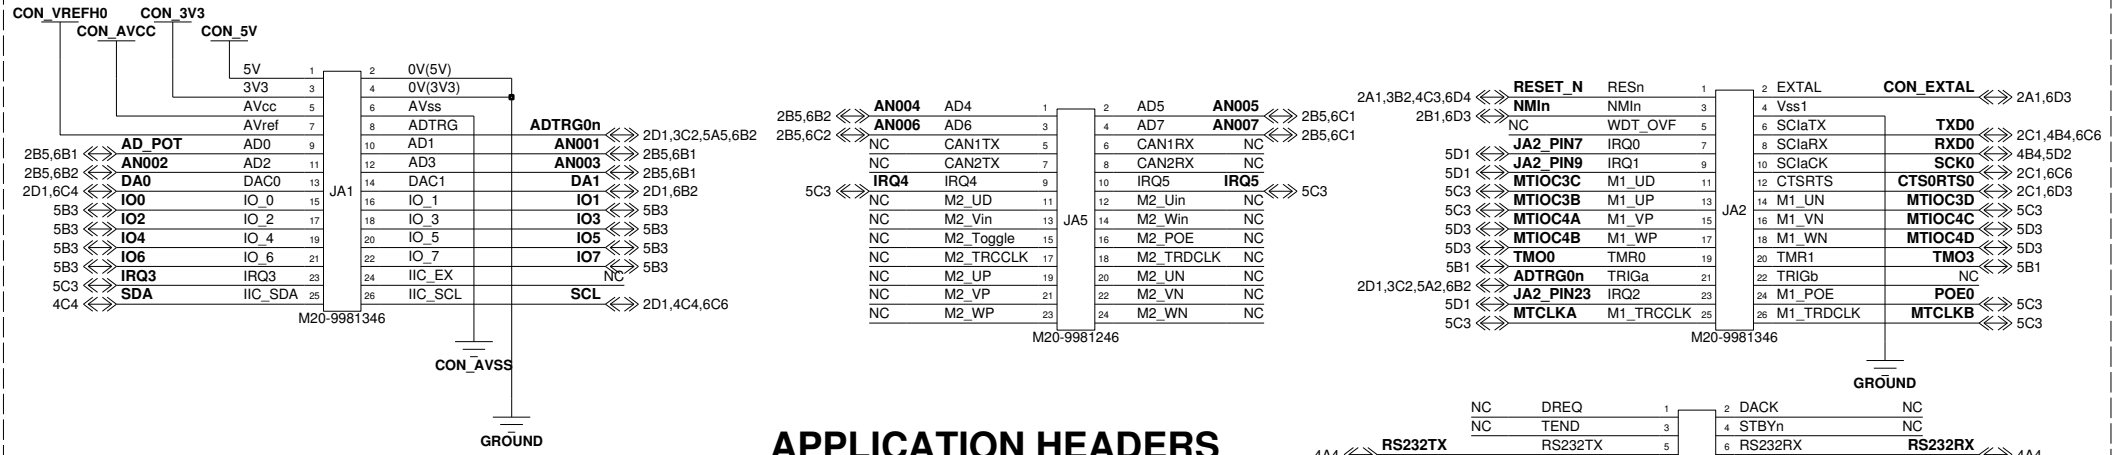 CON_VREFH0 CON_3V3
CON_AVCC CON_5V
5V 1 2 0V(5V)
3V3 3 4 0V(3V3)
AVcc 5 6 AVss
AVref 7 8 ADTRG ADTRG0n 2D1,3C2,5A5,6B2
2B5,6B1 AD_POT AD0 9 10 AD1 AN001 2B5,6B1
2B5,6B2 AN002 AD2 11 12 AD3 AN003 2B5,6B1
2D1,6C4 DA0 DAC0 13 14 DAC1 DA1 2D1,6B2
5B3 IO0 IO_0 15 16 IO_1 IO1 5B3
5B3 IO2 IO_2 17 18 IO_3 IO3 5B3
5B3 IO4 IO_4 19 20 IO_5 IO5 5B3
5B3 IO6 IO_6 21 22 IO_7 IO7 5B3
5C3 IRQ3 IRQ3 23 24 IIC_EX NC
4C4 SDA IIC_SDA 25 26 IIC_SCL SCL 2D1,4C4,6C6
JA1
M20-9981346
CON_AVSS
GROUND
2B5,6B2 AN004 AD4 1 2 AD5 AN005 2B5,6C1
2B5,6C2 AN006 AD6 3 4 AD7 AN007 2B5,6C1
NC CAN1TX 5 6 CAN1RX NC
NC CAN2TX 7 8 CAN2RX NC
5C3 IRQ4 IRQ4 9 10 IRQ5 IRQ5 5C3
NC M2_UD 11 12 M2_Uin NC
NC M2_Vin 13 14 M2_Win NC
NC M2_Toggle 15 16 M2_POE NC
NC M2_TRCCLK 17 18 M2_TRDCLK NC
NC M2_UP 19 20 M2_UN NC
NC M2_VP 21 22 M2_VN NC
NC M2_WP 23 24 M2_WN NC
JA5
M20-9981246
2A1,3B2,4C3,6D4 RESET_N RESn 1 2 EXTAL CON_EXTAL 2A1,6D3
2B1,6D3 NMIn NMIn 3 4 Vss1
NC WDT_OVF 5 6 SCIaTX TXD0 2C1,4B4,6C6
5D1 JA2_PIN7 IRQ0 7 8 SCIaRX RXD0 4B4,5D2
5D1 JA2_PIN9 IRQ1 9 10 SCIaCK SCK0 2C1,6C6
5C3 MTIOC3C M1_UD 11 12 CTSRTS CTS0RTS0 2C1,6D3
5C3 MTIOC3B M1_UP 13 14 M1_UN MTIOC3D 5C3
5D3 MTIOC4A M1_VP 15 16 M1_VN MTIOC4C 5D3
5D3 MTIOC4B M1_WP 17 18 M1_WN MTIOC4D 5D3
5B1 TMO0 TMR0 19 20 TMR1 TMO3 5B1
2D1,3C2,5A2,6B2 ADTRG0n TRIGa 21 22 TRIGb NC
5D1 JA2_PIN23 IRQ2 23 24 M1_POE POE0 5C3
5C3 MTCLKA M1_TRCCLK 25 26 M1_TRDCLK MTCLKB 5C3
JA2
M20-9981346
GROUND
NC DREQ 1 2 DACK NC
NC TEND 3 4 STBYn NC
4A4 RS232TX RS232TX 5 6 RS232RX RS232RX 4A4
APPLICATION HEADERS